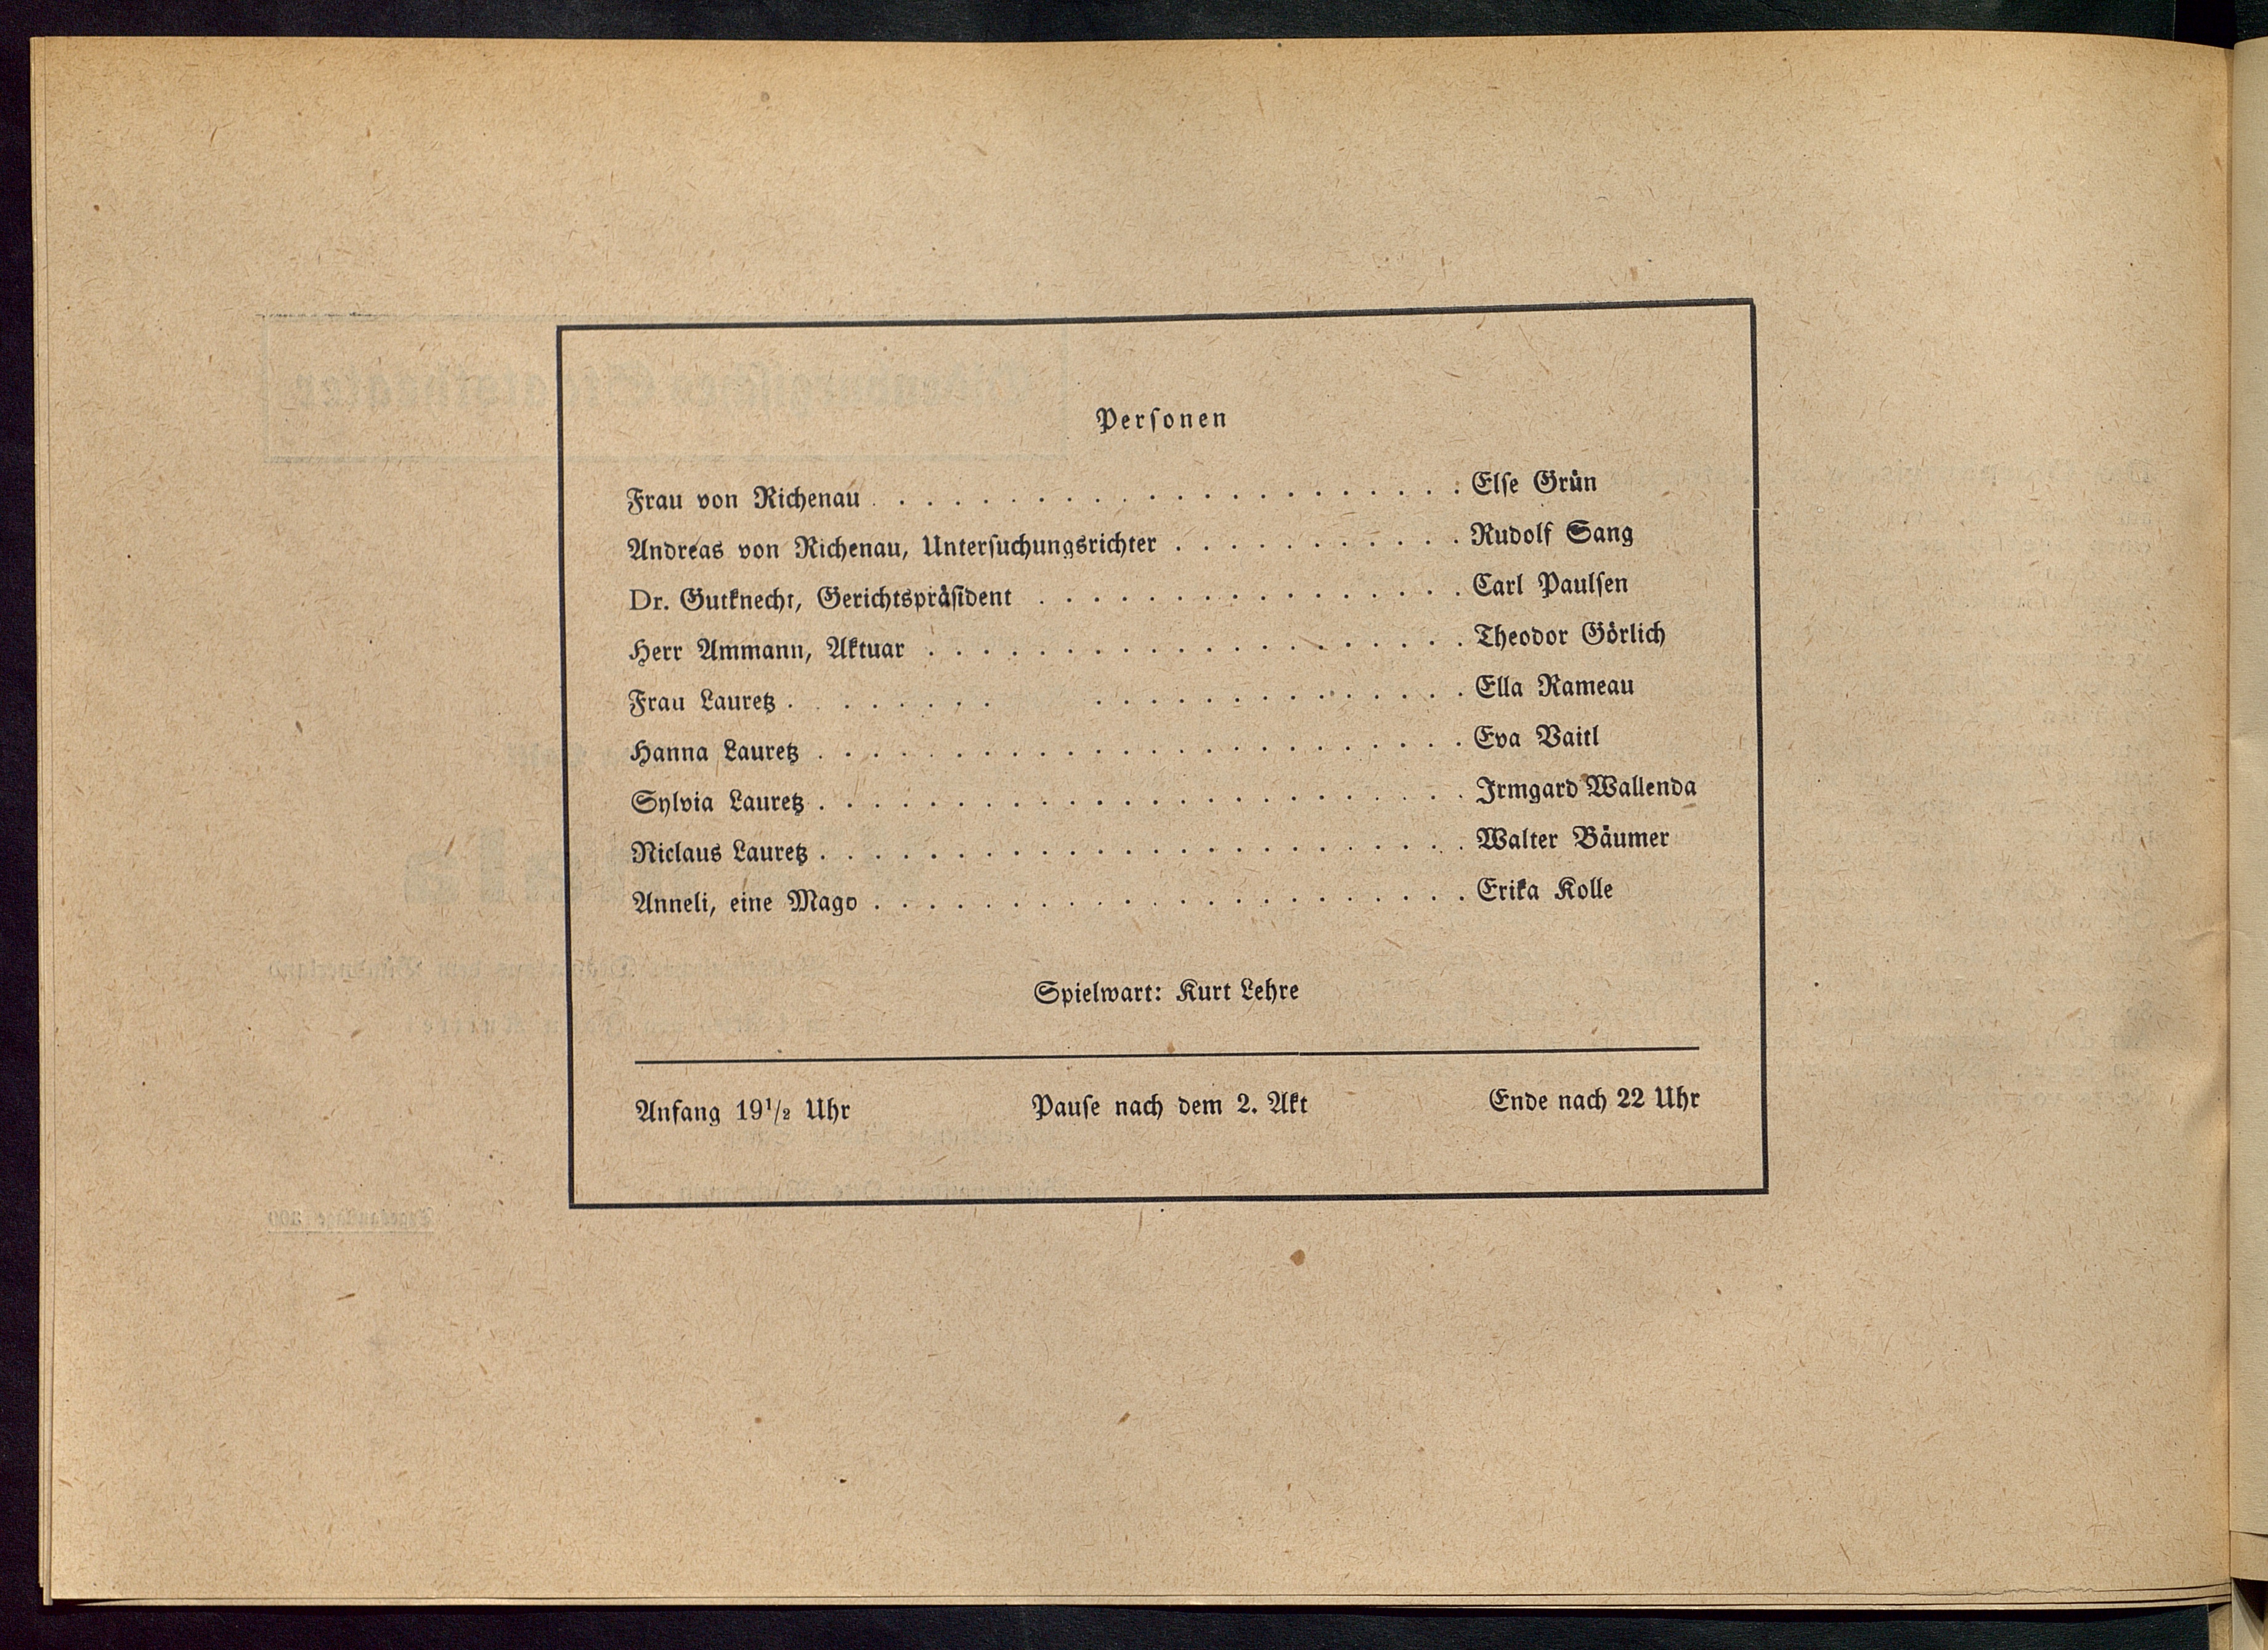 Personen
Frau von Richenau . . . . . . . . . . . . . . . . . . . . . . Else Grün
Andreas von Richenau, Untersuchungsrichter . . . . . . . . . . . Rudolf Sang
Dr. Gutknecht, Gerichtspräsident . . . . . . . . . . . . . . . . Carl Paulsen
Herr Ammann, Aktuar . . . . . . . . . . . . . . . . . . . . Theodor Görlich
Frau Lauretz . . . . . . . . . . . . . . . . . . . . . . Ella Rameau
Hanna Lauretz . . . . . . . . . . . . . . . . . . . . . . . . Eva Vaitl
Sylvia Lauretz . . . . . . . . . . . . . . . . . . . . . . . . Irmgard Wallenda
Niclaus Lauretz . . . . . . . . . . . . . . . . . . . . . . . . Walter Bäumer
Anneli, eine Magd . . . . . . . . . . . . . . . . . . . . . . Erika Kolle
Spielwart: Kurt Lehre
Anfang 19½ Uhr Pause nach dem 2. Akt Ende nach 22 Uhr